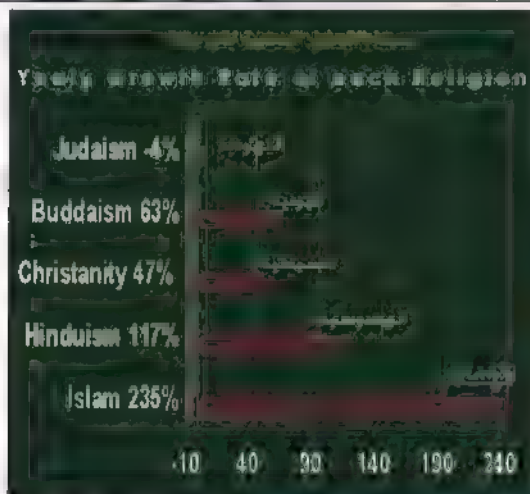 Yearly Growth Rate of each Religion
Judaism -4%
Buddaism 63%
Christanity 47%
Hinduism 117%
Islam 235%
-10 40 90 140 190 240